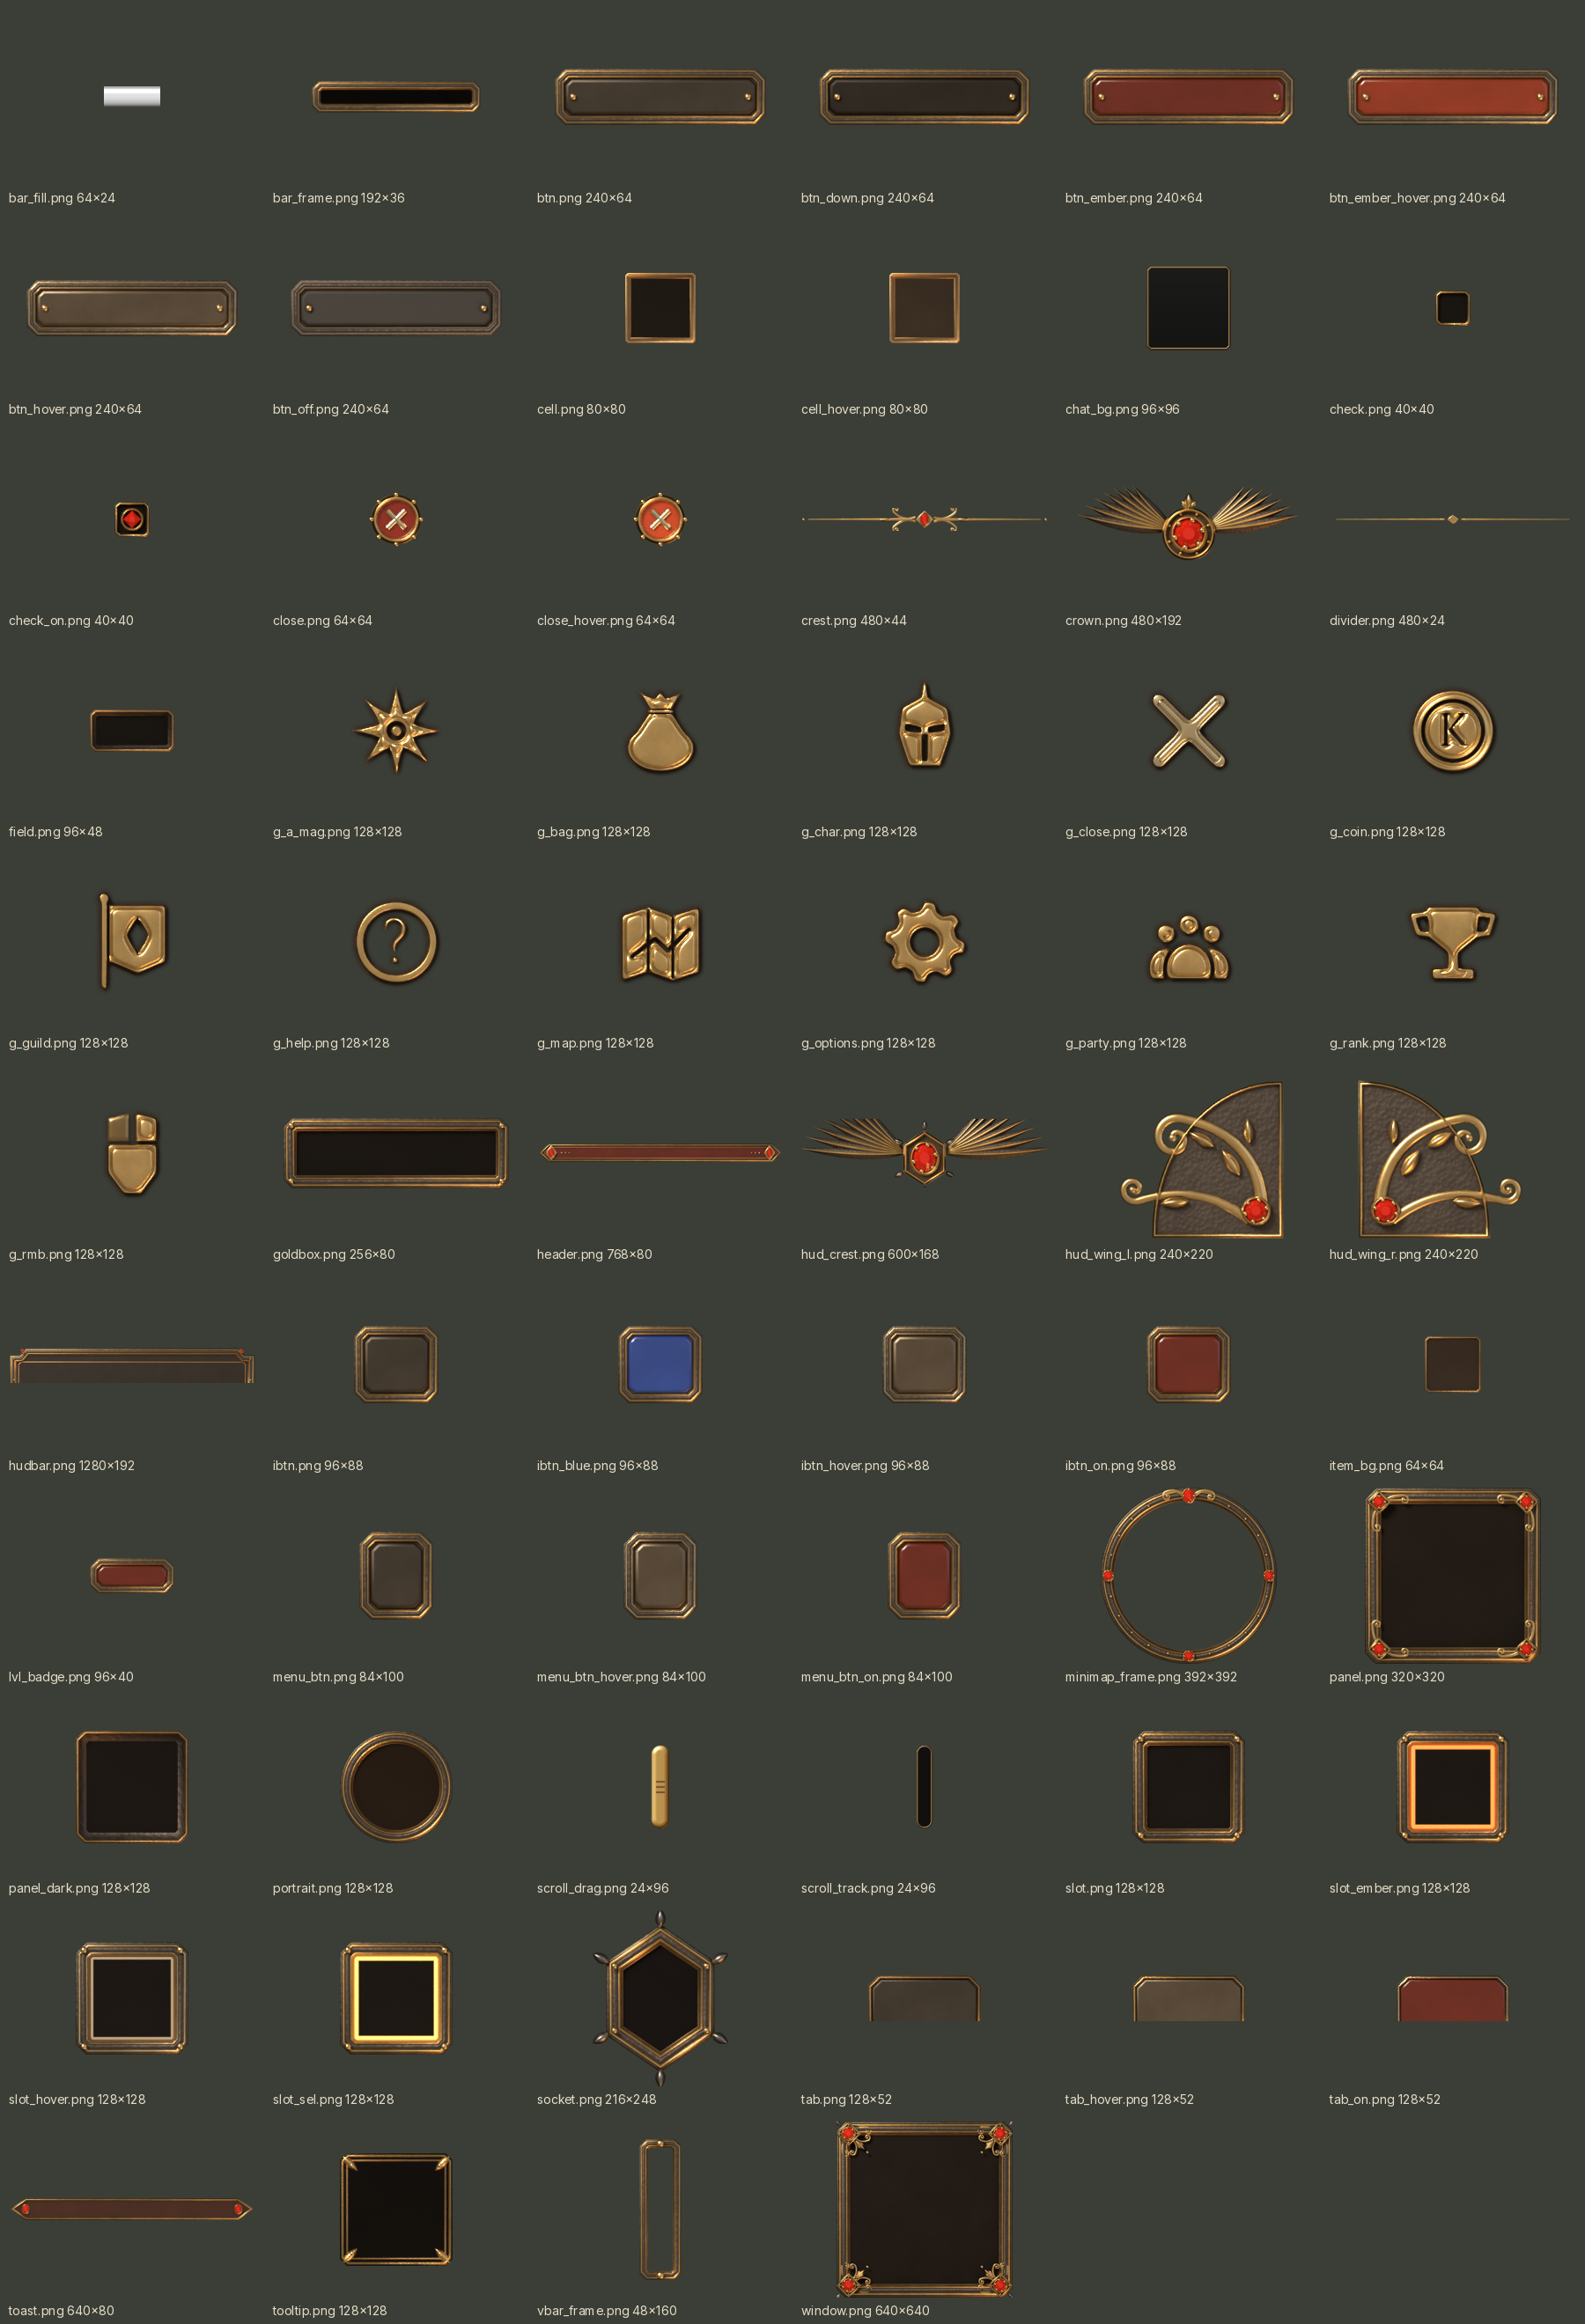 bar_fill.png 64×24
bar_frame.png 192×36
btn.png 240×64
btn_down.png 240×64
btn_ember.png 240×64
btn_ember_hover.png 240×64
btn_hover.png 240×64
btn_off.png 240×64
cell.png 80×80
cell_hover.png 80×80
chat_bg.png 96×96
check.png 40×40
check_on.png 40×40
close.png 64×64
close_hover.png 64×64
crest.png 480×44
crown.png 480×192
divider.png 480×24
K
field.png 96×48
g_a_mag.png 128×128
g_bag.png 128×128
g_char.png 128×128
g_close.png 128×128
g_coin.png 128×128
?
g_guild.png 128×128
g_help.png 128×128
g_map.png 128×128
g_options.png 128×128
g_party.png 128×128
g_rank.png 128×128
g_rmb.png 128×128
goldbox.png 256×80
header.png 768×80
hud_crest.png 600×168
hud_wing_l.png 240×220
hud_wing_r.png 240×220
hudbar.png 1280×192
ibtn.png 96×88
ibtn_blue.png 96×88
ibtn_hover.png 96×88
ibtn_on.png 96×88
item_bg.png 64×64
lvl_badge.png 96×40
menu_btn.png 84×100
menu_btn_hover.png 84×100
menu_btn_on.png 84×100
minimap_frame.png 392×392
panel.png 320×320
panel_dark.png 128×128
portrait.png 128×128
scroll_drag.png 24×96
scroll_track.png 24×96
slot.png 128×128
slot_ember.png 128×128
slot_hover.png 128×128
slot_sel.png 128×128
socket.png 216×248
tab.png 128×52
tab_hover.png 128×52
tab_on.png 128×52
toast.png 640×80
tooltip.png 128×128
vbar_frame.png 48×160
window.png 640×640